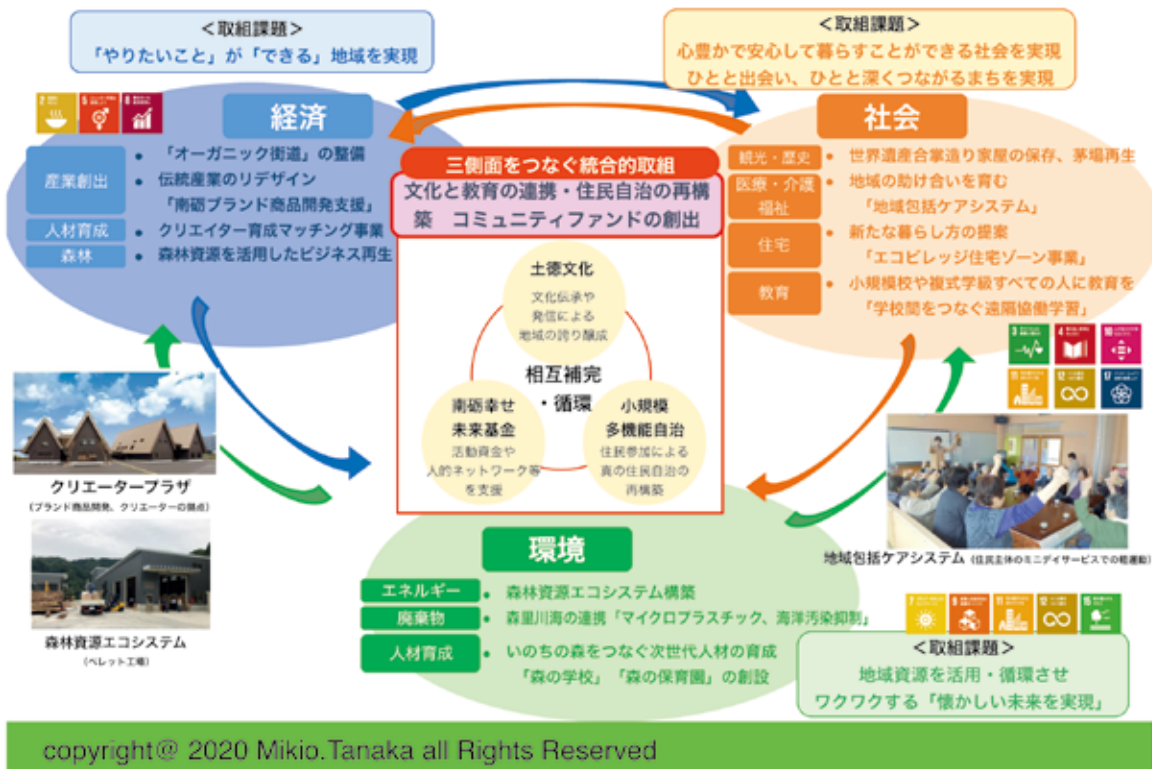 <取組課題>
「やりたいこと」が「できる」地域を実現
経済
産業創出
・「オーガニック街道」の整備
・伝統産業のリデザイン
「南砺ブランド商品開発支援」
人材育成
・クリエイター育成マッチング事業
森林
・森林資源を活用したビジネス再生
<取組課題>
心豊かで安心して暮らすことができる社会を実現
ひとと出会い、ひとと深くつながるまちを実現
社会
観光・歴史
・世界遺産合掌造り家屋の保存、茅場再生
医療・介護
福祉
・地域の助け合いを育む
「地域包括ケアシステム」
住宅
・新たな暮らし方の提案
「エコビレッジ住宅ゾーン事業」
教育
・小規模校や複式学級すべての人に教育を
「学校間をつなぐ遠隔協働学習」
三側面をつなぐ統合的取組
文化と教育の連携・住民自治の再構
築 コミュニティファンドの創出
土徳文化
文化伝承や
発信による
地域の誇り醸成
相互補完
・循環
南砺幸せ
未来基金
活動資金や
人的ネットワーク等
を支援
小規模
多機能自治
住民参加による
真の住民自治の
再構築
クリエータープラザ
(ブランド商品開発、クリエーターの拠点)
森林資源エコシステム
(ペレット工場)
地域包括ケアシステム (住民主体のミニデイサービスでの軽運動)
環境
エネルギー
・森林資源エコシステム構築
廃棄物
・森里川海の連携「マイクロプラスチック、海洋汚染抑制」
人材育成
・いのちの森をつなぐ次世代人材の育成
「森の学校」「森の保育園」の創設
<取組課題>
地域資源を活用・循環させ
ワクワクする「懐かしい未来を実現」
copyright@ 2020 Mikio.Tanaka all Rights Reserved